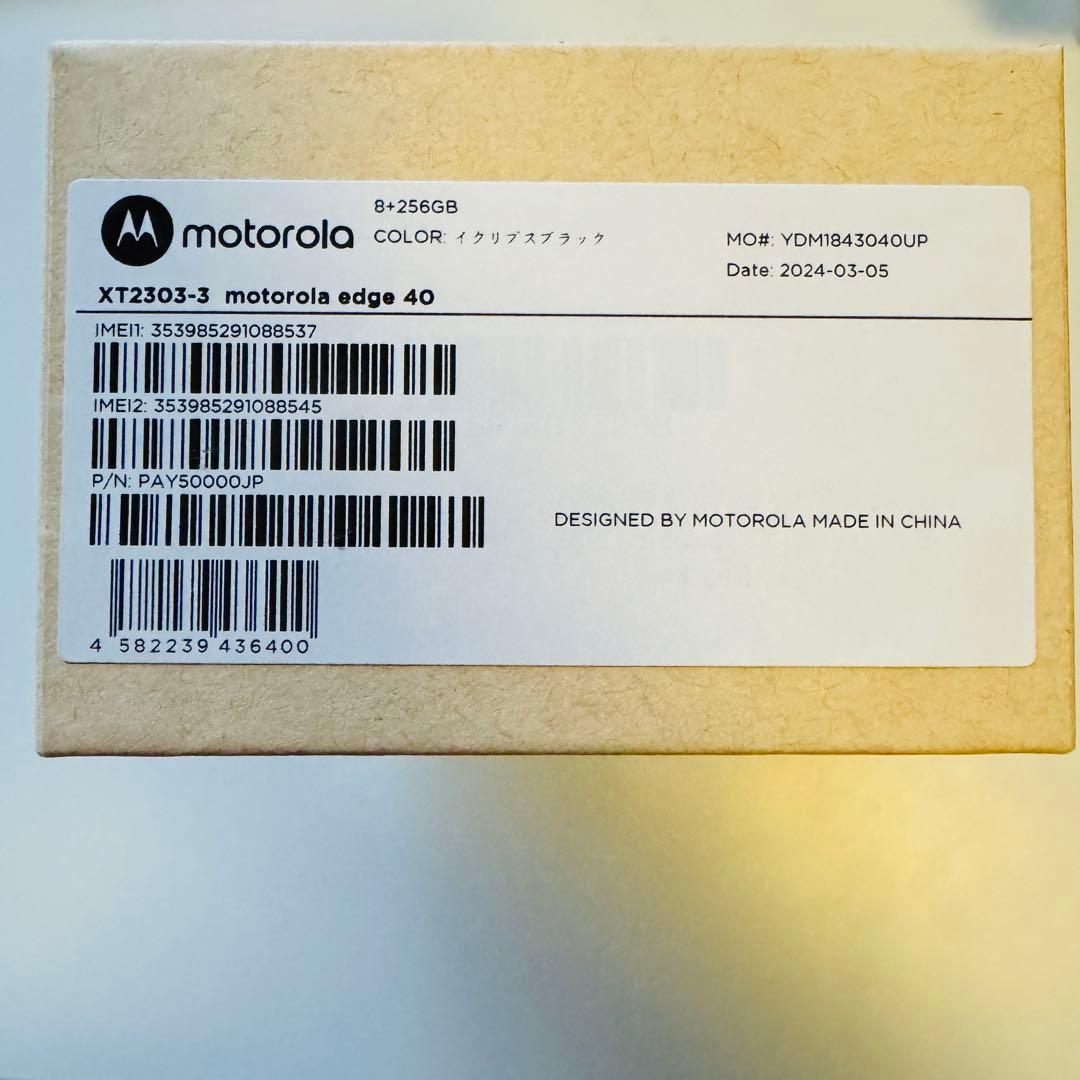 motorola
8+256GB
COLOR: イクリプスブラック
MO#: YDM1843040UP
Date: 2024-03-05
XT2303-3 motorola edge 40
IMEI1: 353985291088537
IMEI2: 353985291088545
P/N: PAY50000JP
DESIGNED BY MOTOROLA MADE IN CHINA
4 582239 436400